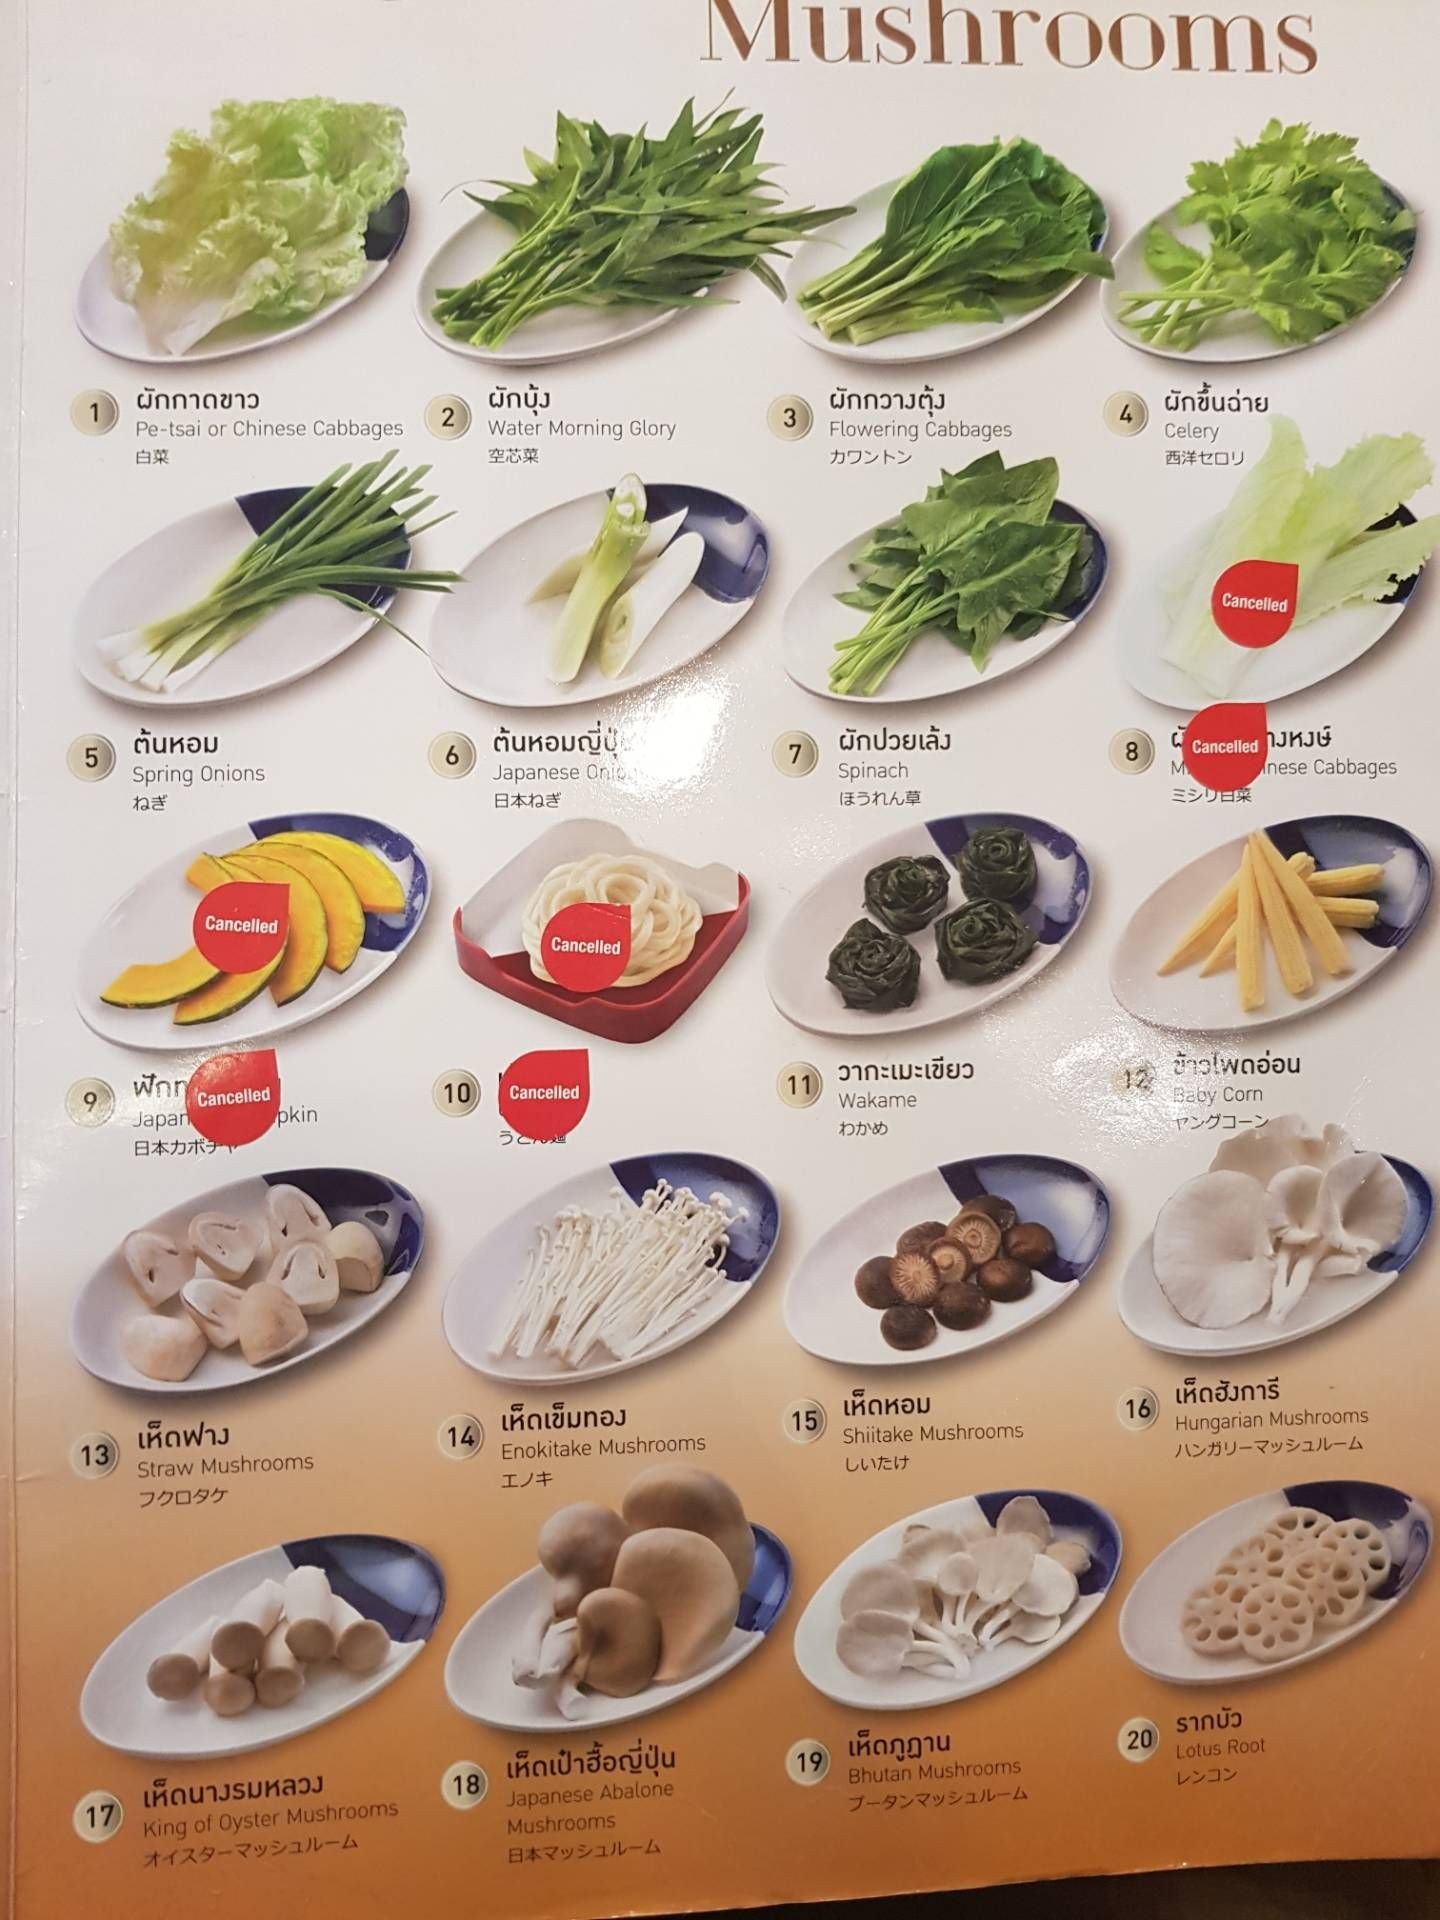 Mushrooms
1
ผักกาดขาว
Pe-tsai or Chinese Cabbages
白菜
2
ผักบุ้ง
Water Morning Glory
空芯菜
3
ผักกวางตุ้ง
Flowering Cabbages
カワントン
4
ผักขึ้นฉ่าย
Celery
西洋セロリ
5
ต้นหอม
Spring Onions
ねぎ
6
ต้นหอมญี่ปุ่
Japanese
日本ねぎ
7
ผักปวยเล้ง
Spinach
ほうれん草
Cancelled
8
Cancelled
างหงษ์
inese Cabbages
ミシリ白菜
Cancelled
9
ฟักท
Cancelled
Japan
pkin
日本カボチャ
Cancelled
10
Cancelled
うどん麺
11
วากะเมะเขียว
Wakame
わかめ
12
ข้าวโพดอ่อน
Baby Corn
ヤングコーン
13
เห็ดฟาง
Straw Mushrooms
フクロタケ
14
เห็ดเข็มทอง
Enokitake Mushrooms
エノキ
15
เห็ดหอม
Shiitake Mushrooms
しいたけ
16
เห็ดฮังการี
Hungarian Mushrooms
ハンガリーマッシュルーム
17
เห็ดนางรมหลวง
King of Oyster Mushrooms
オイスターマッシュルーム
18
เห็ดเป๋าฮื้อญี่ปุ่น
Japanese Abalone
Mushrooms
日本マッシュルーム
19
เห็ดภูฏาน
Bhutan Mushrooms
ブータンマッシュルーム
20
รากบัว
Lotus Root
レンコン